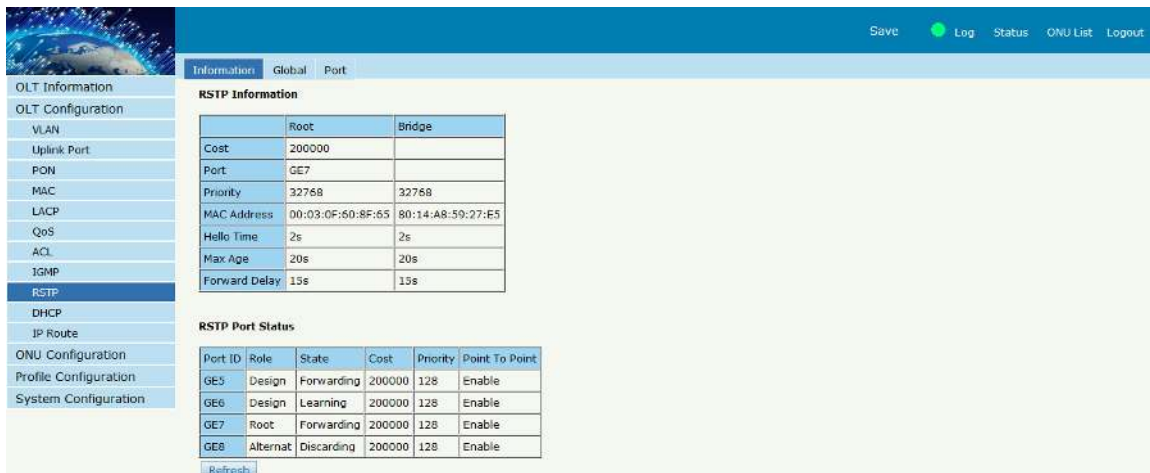 Save Log Status ONU List Logout
Information Global Port
OLT Information
OLT Configuration
VLAN
Uplink Port
PON
MAC
LACP
QoS
ACL
IGMP
RSTP
DHCP
IP Route
ONU Configuration
Profile Configuration
System Configuration
RSTP Information
Root Bridge
Cost 200000
Port GE7
Priority 32768 32768
MAC Address 00:03:0F:60:8F:65 80:14:A8:59:27:E5
Hello Time 2s 2s
Max Age 20s 20s
Forward Delay 15s 15s
RSTP Port Status
Port ID Role State Cost Priority Point To Point
GE5 Design Forwarding 200000 128 Enable
GE6 Design Learning 200000 128 Enable
GE7 Root Forwarding 200000 128 Enable
GE8 Alternat Discarding 200000 128 Enable
Refresh